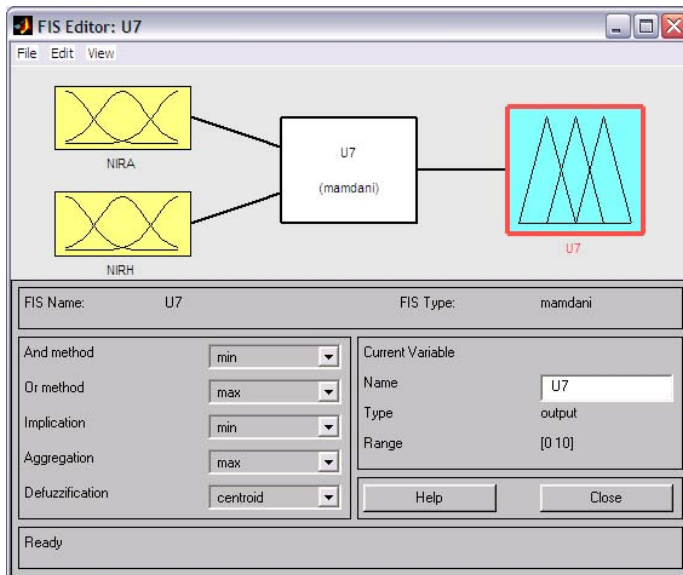 FIS Editor: U7
File Edit View
NIRA
NIRH
U7
(mamdani)
U7
FIS Name: U7 FIS Type: mamdani
And method min
Or method max
Implication min
Aggregation max
Defuzzification centroid
Current Variable
Name U7
Type output
Range [0 10]
Help Close
Ready